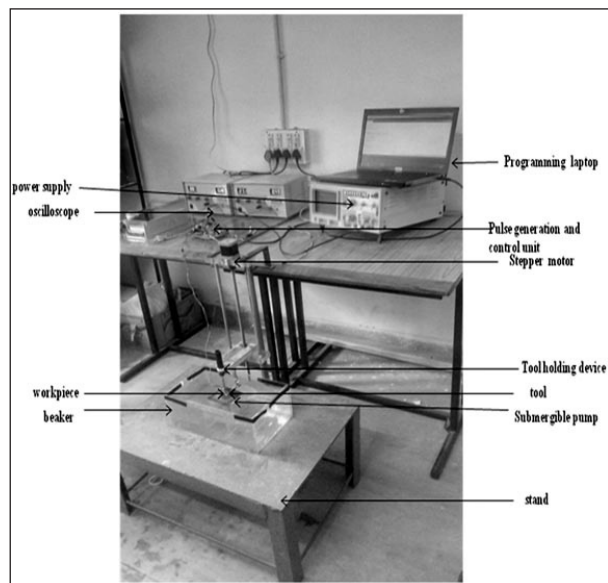 Programming laptop
power supply
oscilloscope
Pulse generation and
control unit
Stepper motor
Tool holding device
workpiece
tool
beaker
Submergible pump
stand